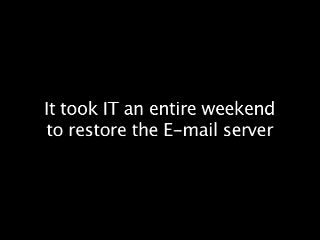 It took IT an entire weekend
to restore the E-mail server